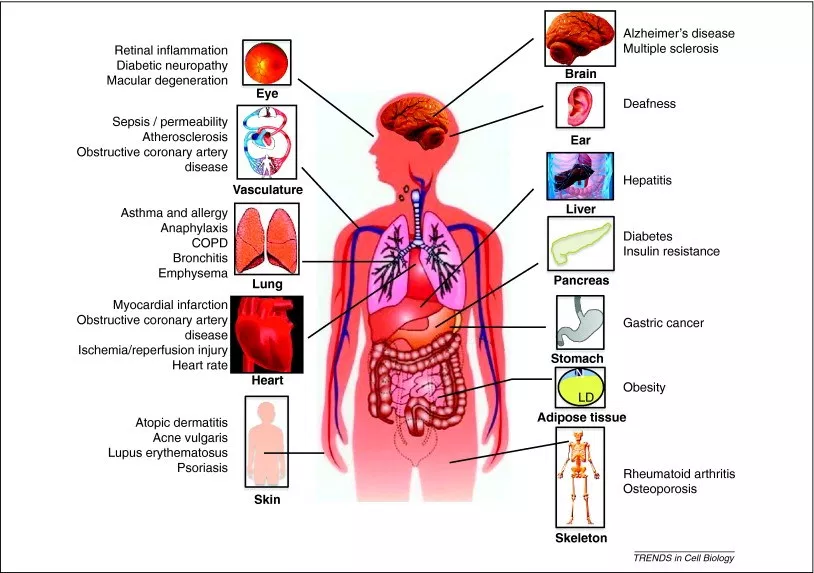 Retinal inflammation
Diabetic neuropathy
Macular degeneration
Eye
Sepsis / permeability
Atherosclerosis
Obstructive coronary artery
disease
Vasculature
Asthma and allergy
Anaphylaxis
COPD
Bronchitis
Emphysema
Lung
Myocardial infarction
Obstructive coronary artery
disease
Ischemia/reperfusion injury
Heart rate
Heart
Atopic dermatitis
Acne vulgaris
Lupus erythematosus
Psoriasis
Skin
Alzheimer's disease
Multiple sclerosis
Brain
Deafness
Ear
Hepatitis
Liver
Diabetes
Insulin resistance
Pancreas
Gastric cancer
Stomach
N
LD
Obesity
Adipose tissue
Rheumatoid arthritis
Osteoporosis
Skeleton
TRENDS in Cell Biology